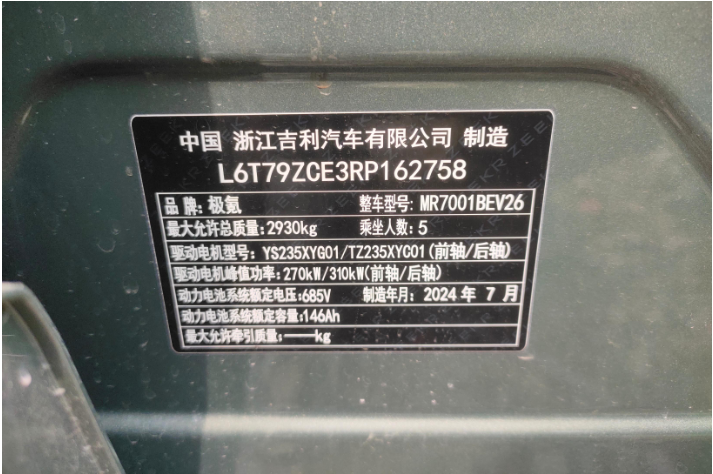 中国 浙江吉利汽车有限公司 制造
L6T79ZCE3RP162758
品 牌: 极氪 整车型号: MR7001BEV26
最大允许总质量: 2930kg 乘坐人数: 5
驱动电机型号: YS235XYG01/TZ235XYC01(前轴/后轴)
驱动电机峰值功率: 270kW/310kW(前轴/后轴)
动力电池系统额定电压: 685V 制造年月: 2024 年 7 月
动力电池系统额定容量: 146Ah
最大允许牵引质量: ——kg
ZEEKR